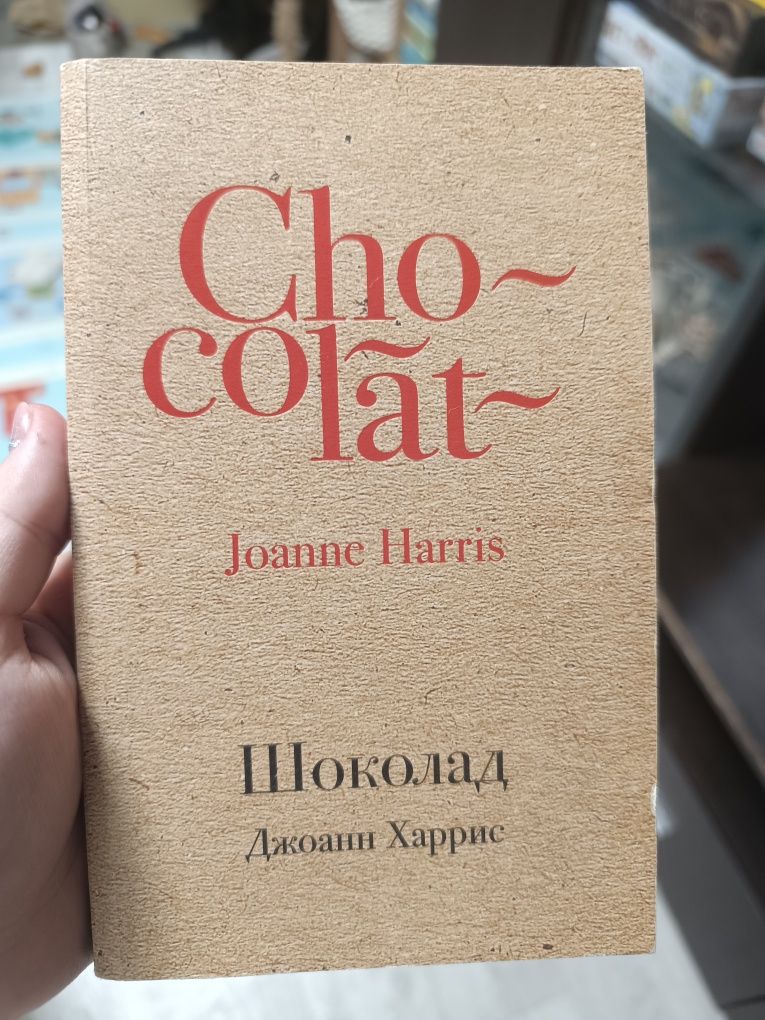 Cho~
colat~
Joanne Harris
Шоколад
Джоанн Харрис